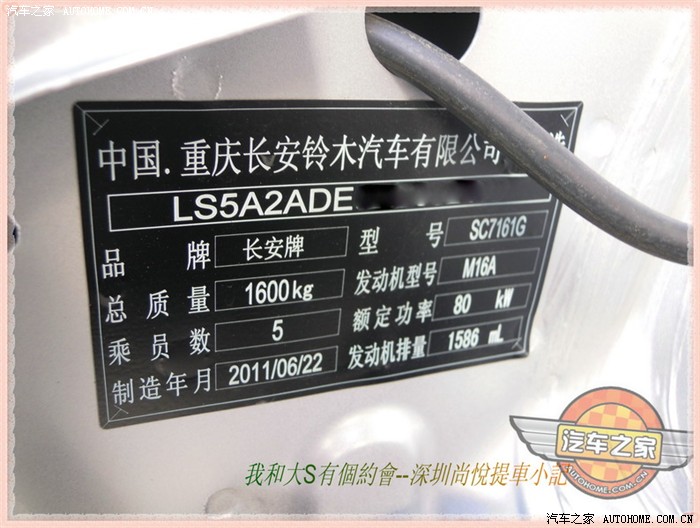 汽车之家 AUTOHOME.COM.CN
中国.重庆长安铃木汽车有限公司 造
LS5A2ADE
品牌 长安牌 型号 SC7161G
总质量 1600kg 发动机型号 M16A
乘员数 5 额定功率 80 kW
制造年月 2011/06/22 发动机排量 1586 mL
汽车之家
AUTOHOME.COM.CN
我和大S有個約會--深圳尚悅提車小記
汽车之家 AUTOHOME.COM.CN